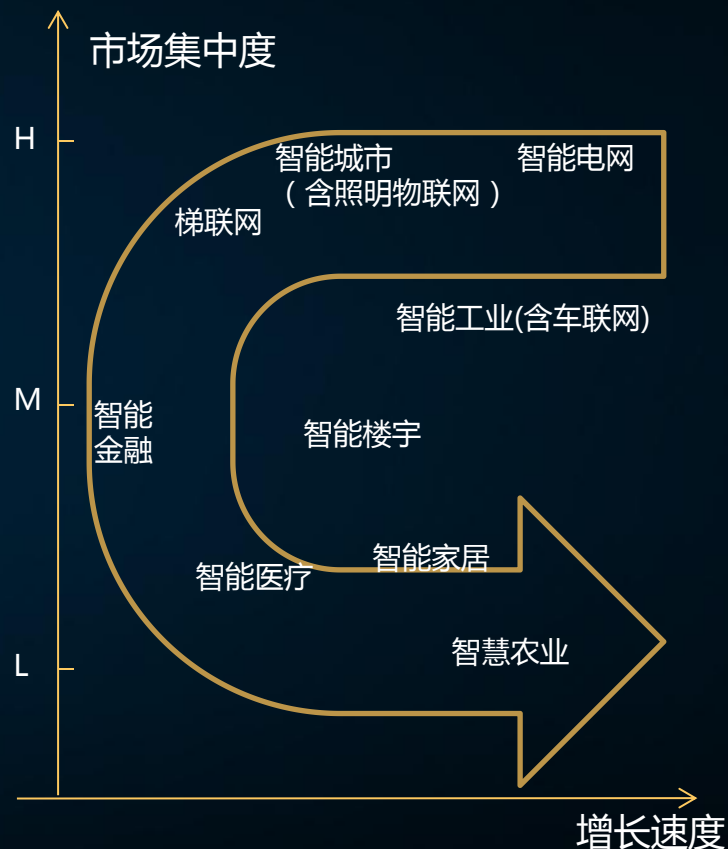 市场集中度
H
智能城市
（含照明物联网）
智能电网
梯联网
智能工业(含车联网)
M
智能
金融
智能楼宇
智能家居
智能医疗
智慧农业
L
增长速度